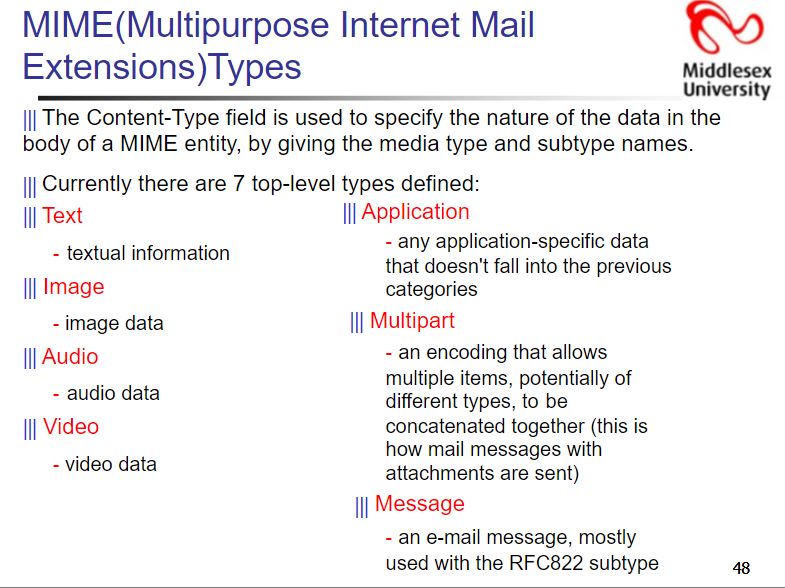 MIME(Multipurpose Internet Mail
Extensions)Types
Middlesex
University
The Content-Type field is used to specify the nature of the data in the
body of a MIME entity, by giving the media type and subtype names.
Currently there are 7 top-level types defined:
Text
- textual information
Image
- image data
Audio
- audio data
Video
- video data
Application
- any application-specific data
that doesn't fall into the previous
categories
Multipart
- an encoding that allows
multiple items, potentially of
different types, to be
concatenated together (this is
how mail messages with
attachments are sent)
Message
- an e-mail message, mostly
used with the RFC822 subtype
48